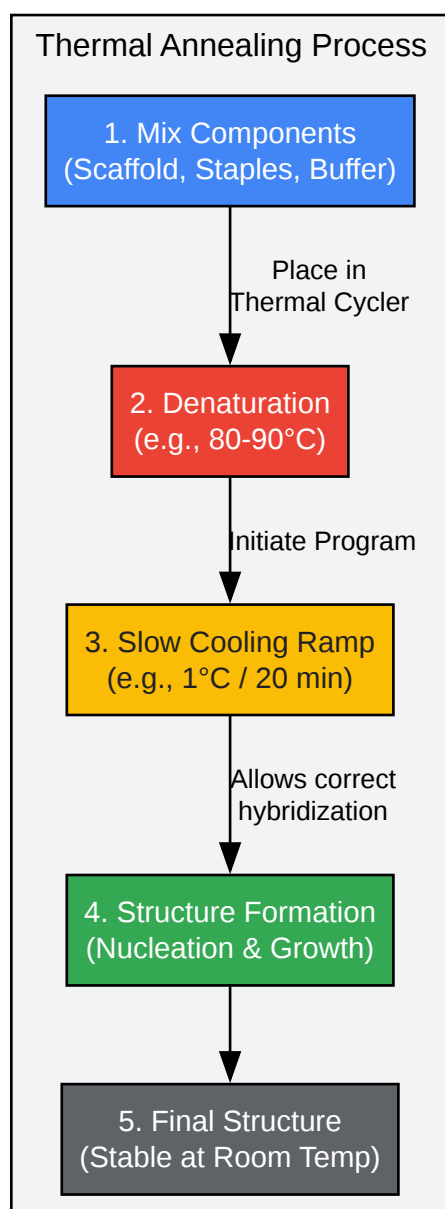 Thermal Annealing Process
1. Mix Components
(Scaffold, Staples, Buffer)
Place in
Thermal Cycler
2. Denaturation
(e.g., 80-90°C)
Initiate Program
3. Slow Cooling Ramp
(e.g., 1°C / 20 min)
Allows correct
hybridization
4. Structure Formation
(Nucleation & Growth)
5. Final Structure
(Stable at Room Temp)